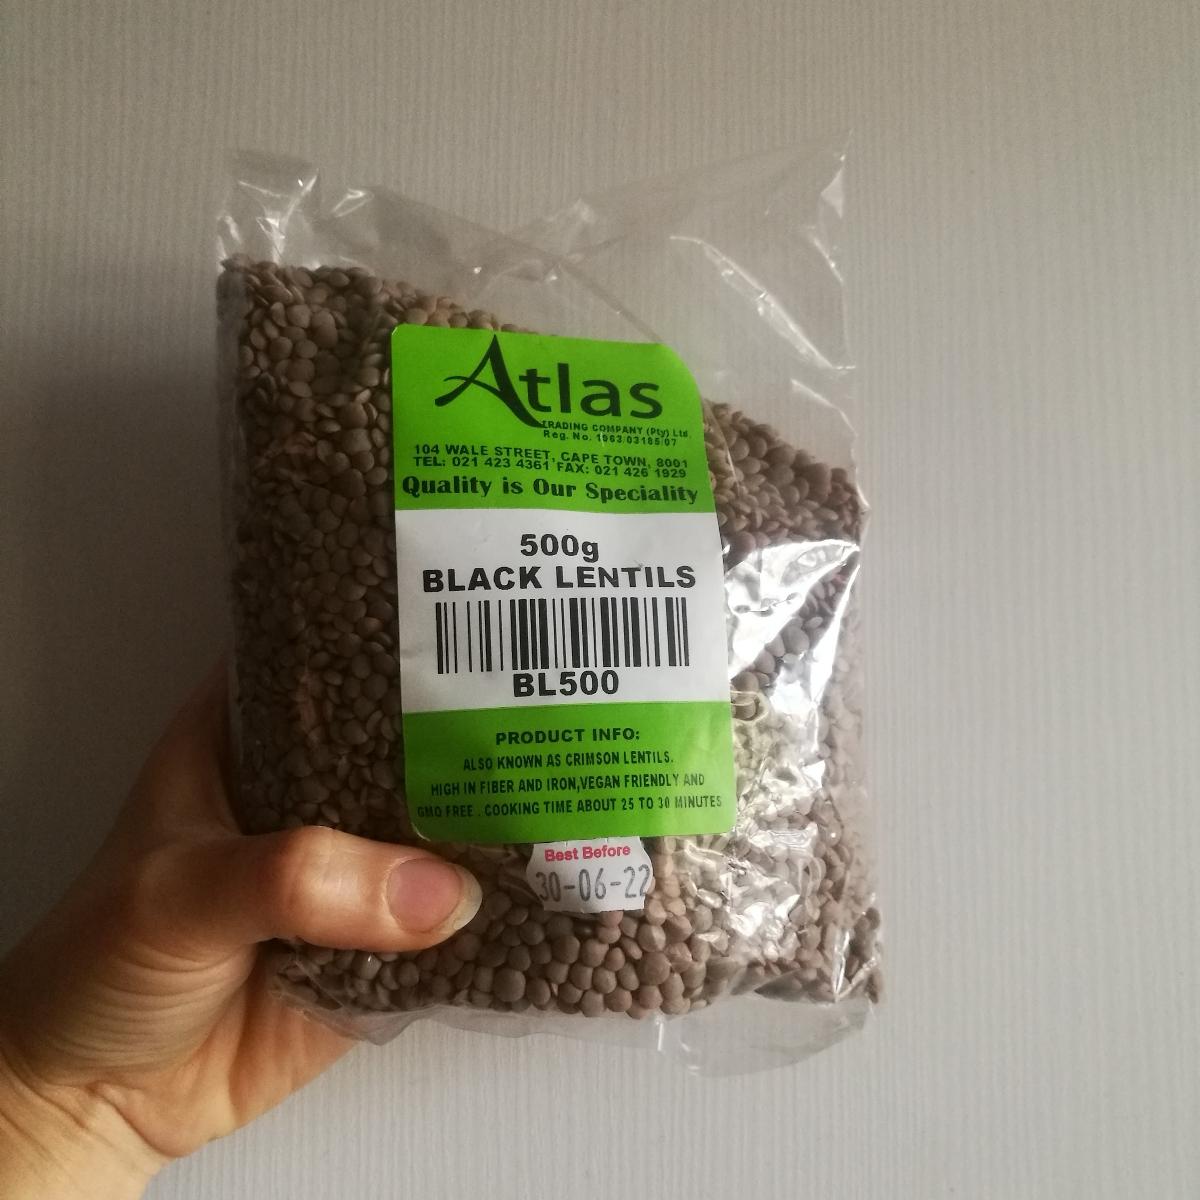 Atlas
TRADING COMPANY (Pty) Ltd.
Reg. No. 1963/03185/07
104 WALE STREET, CAPE TOWN, 8001
TEL: 021 423 4361 FAX: 021 426 1929
Quality is Our Speciality
500g
BLACK LENTILS
BL500
PRODUCT INFO:
ALSO KNOWN AS CRIMSON LENTILS.
HIGH IN FIBER AND IRON,VEGAN FRIENDLY AND
GMO FREE . COOKING TIME ABOUT 25 TO 30 MINUTES
Best Before
30-06-22